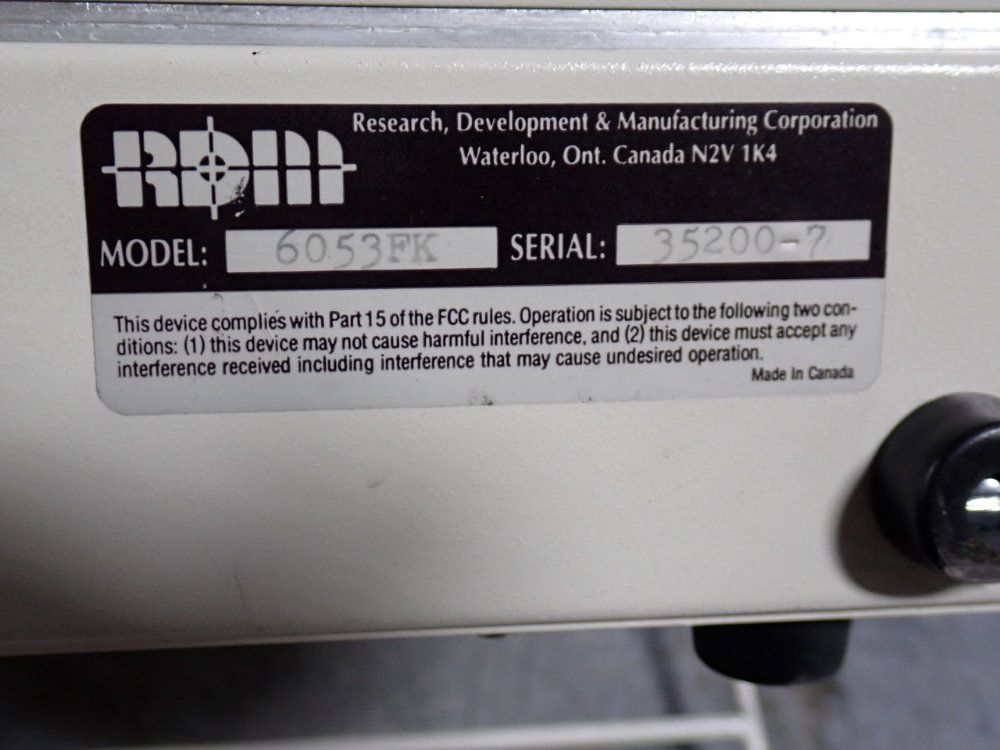 RDM
Research, Development & Manufacturing Corporation
Waterloo, Ont. Canada N2V 1K4
MODEL: 6053FK SERIAL: 35200-7
This device complies with Part 15 of the FCC rules. Operation is subject to the following two con-
ditions: (1) this device may not cause harmful interference, and (2) this device must accept any
interference received including interference that may cause undesired operation.
Made In Canada